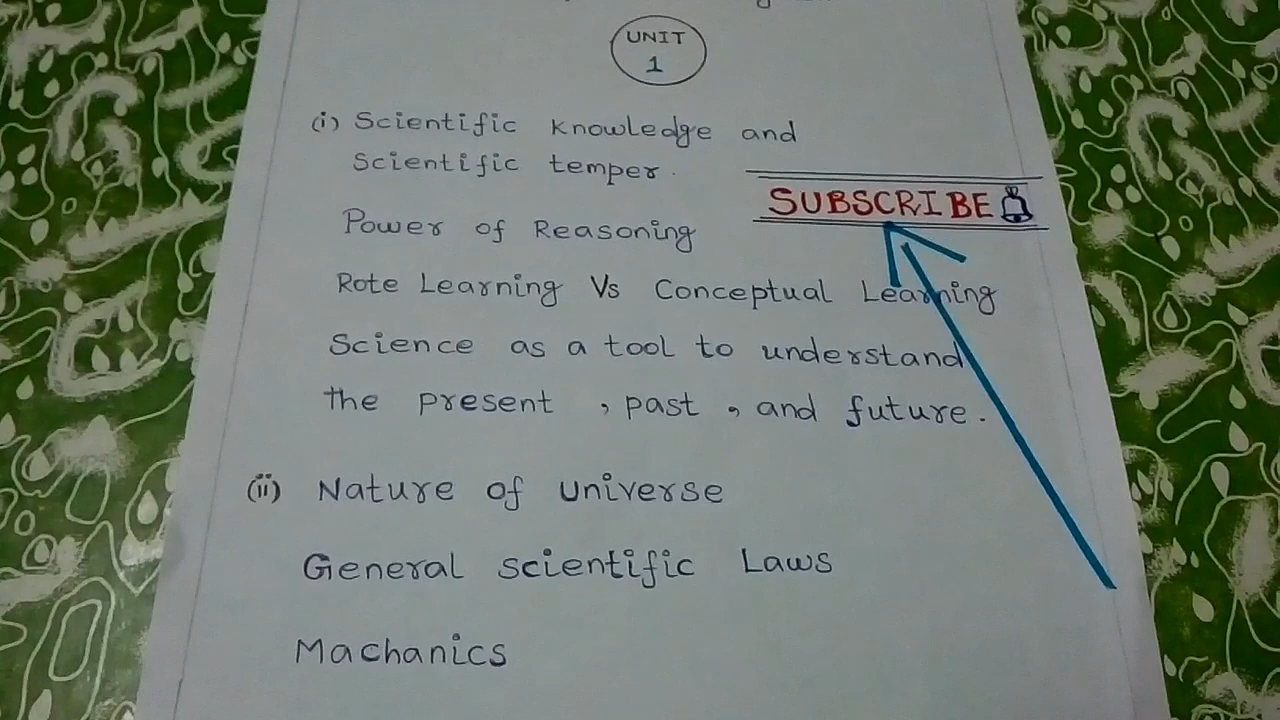 UNIT
1
(i) Scientific Knowledge and
Scientific temper.
SUBSCRIBE
Power of Reasoning
Rote Learning Vs Conceptual Learning
Science as a tool to understand
the present , past , and future .
(ii) Nature of universe
General scientific Laws
Machanics